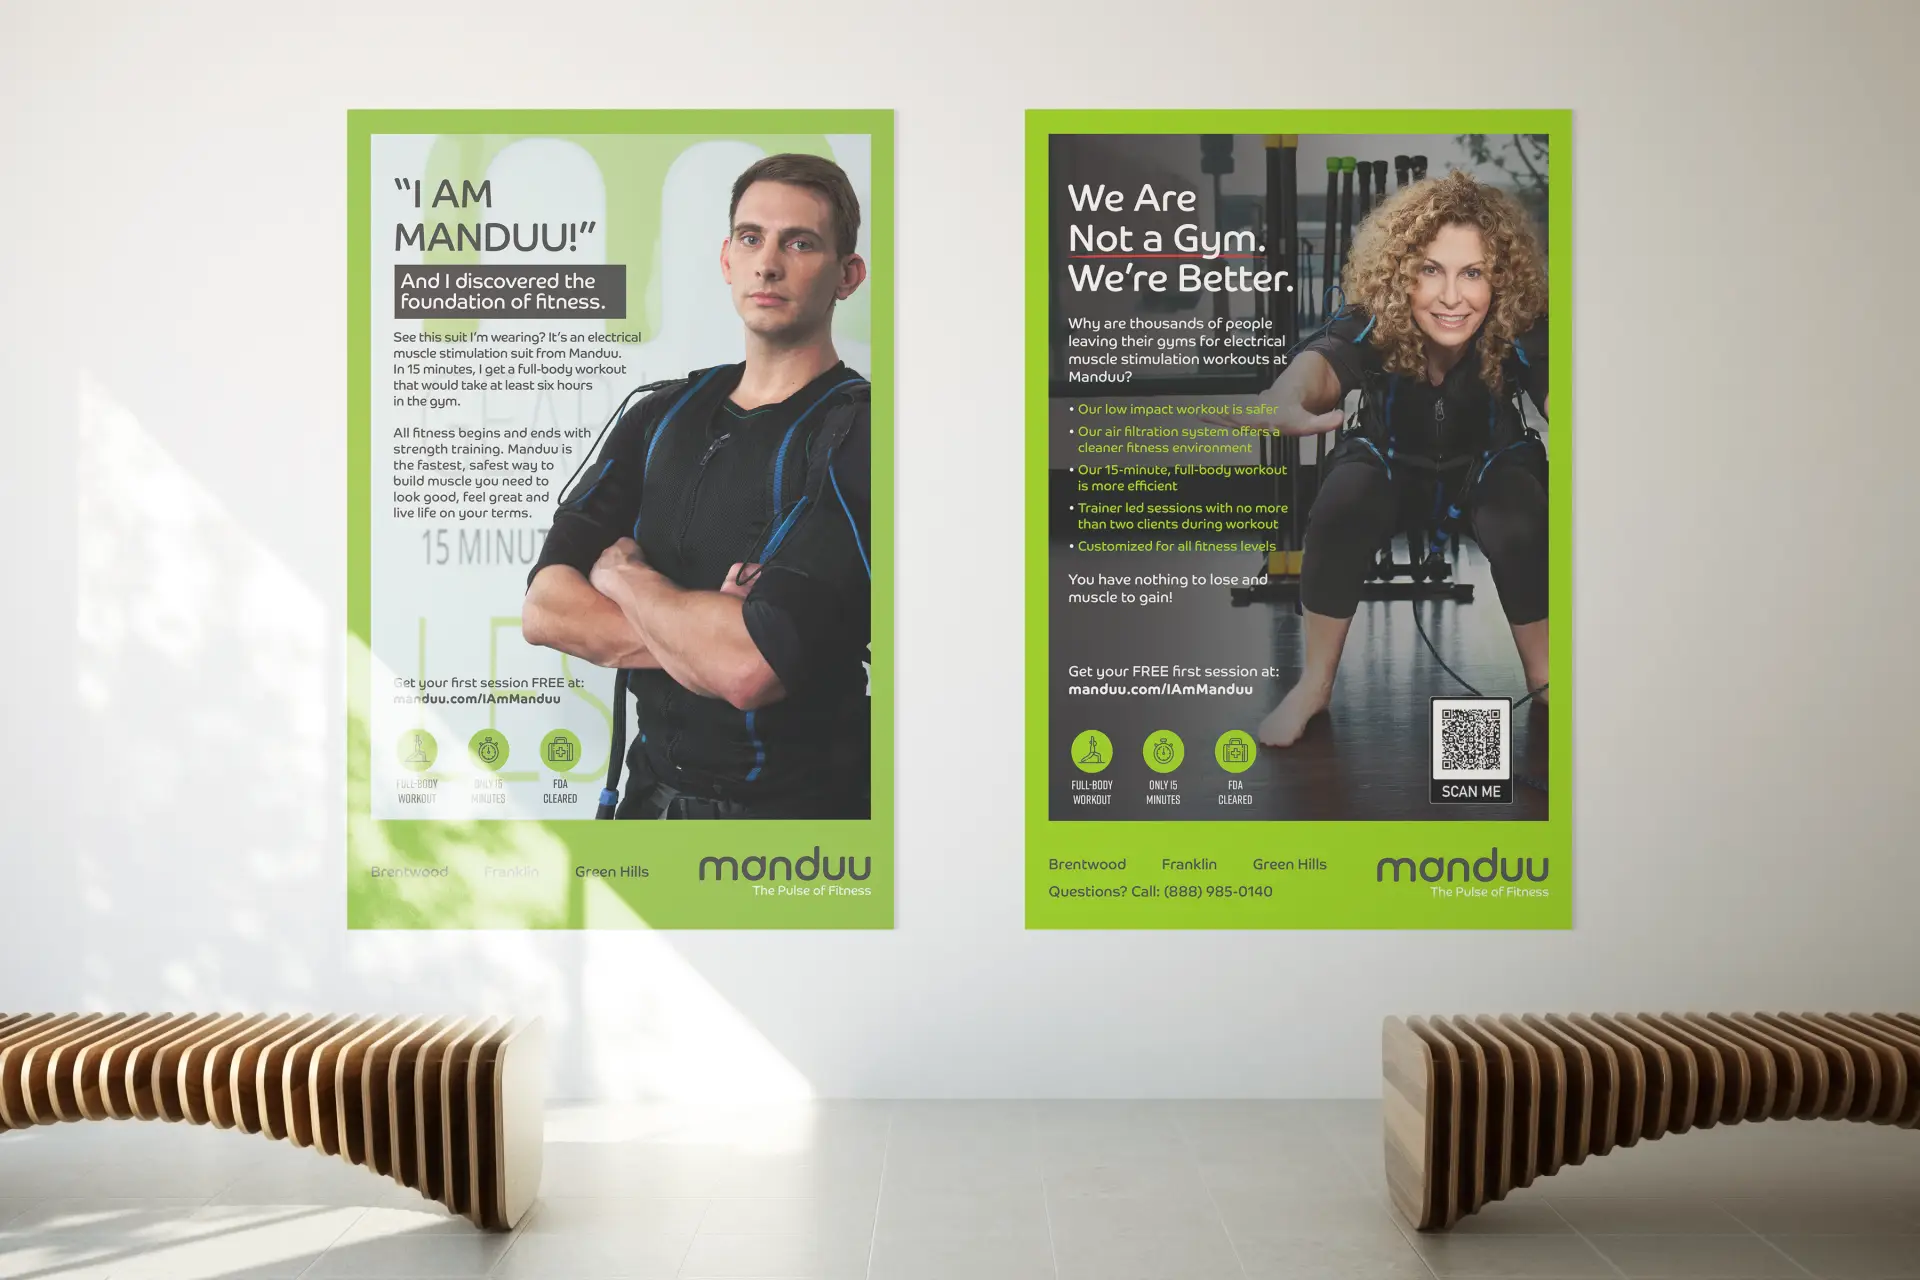 “I AM
MANDUU!”
And I discovered the
foundation of fitness.
See this suit I'm wearing? It's an electrical
muscle stimulation suit from Manduu.
In 15 minutes, I get a full-body workout
that would take at least six hours
in the gym.
All fitness begins and ends with
strength training. Manduu is
the fastest, safest way to
build muscle you need to
look good, feel great and
live life on your terms.
15 MINUT
LES
Get your first session FREE at:
manduu.com/IAmManduu
FULL-BODY
WORKOUT
ONLY 15
MINUTES
FDA
CLEARED
Brentwood Franklin Green Hills
manduu
The Pulse of Fitness
We Are
Not a Gym.
We're Better.
Why are thousands of people
leaving their gyms for electrical
muscle stimulation workouts at
Manduu?
• Our low impact workout is safer
• Our air filtration system offers a
cleaner fitness environment
• Our 15-minute, full-body workout
is more efficient
• Trainer led sessions with no more
than two clients during workout
• Customized for all fitness levels
You have nothing to lose and
muscle to gain!
Get your FREE first session at:
manduu.com/IAmManduu
FULL-BODY
WORKOUT
ONLY 15
MINUTES
FDA
CLEARED
SCAN ME
Brentwood Franklin Green Hills
Questions? Call: (888) 985-0140
manduu
The Pulse of Fitness